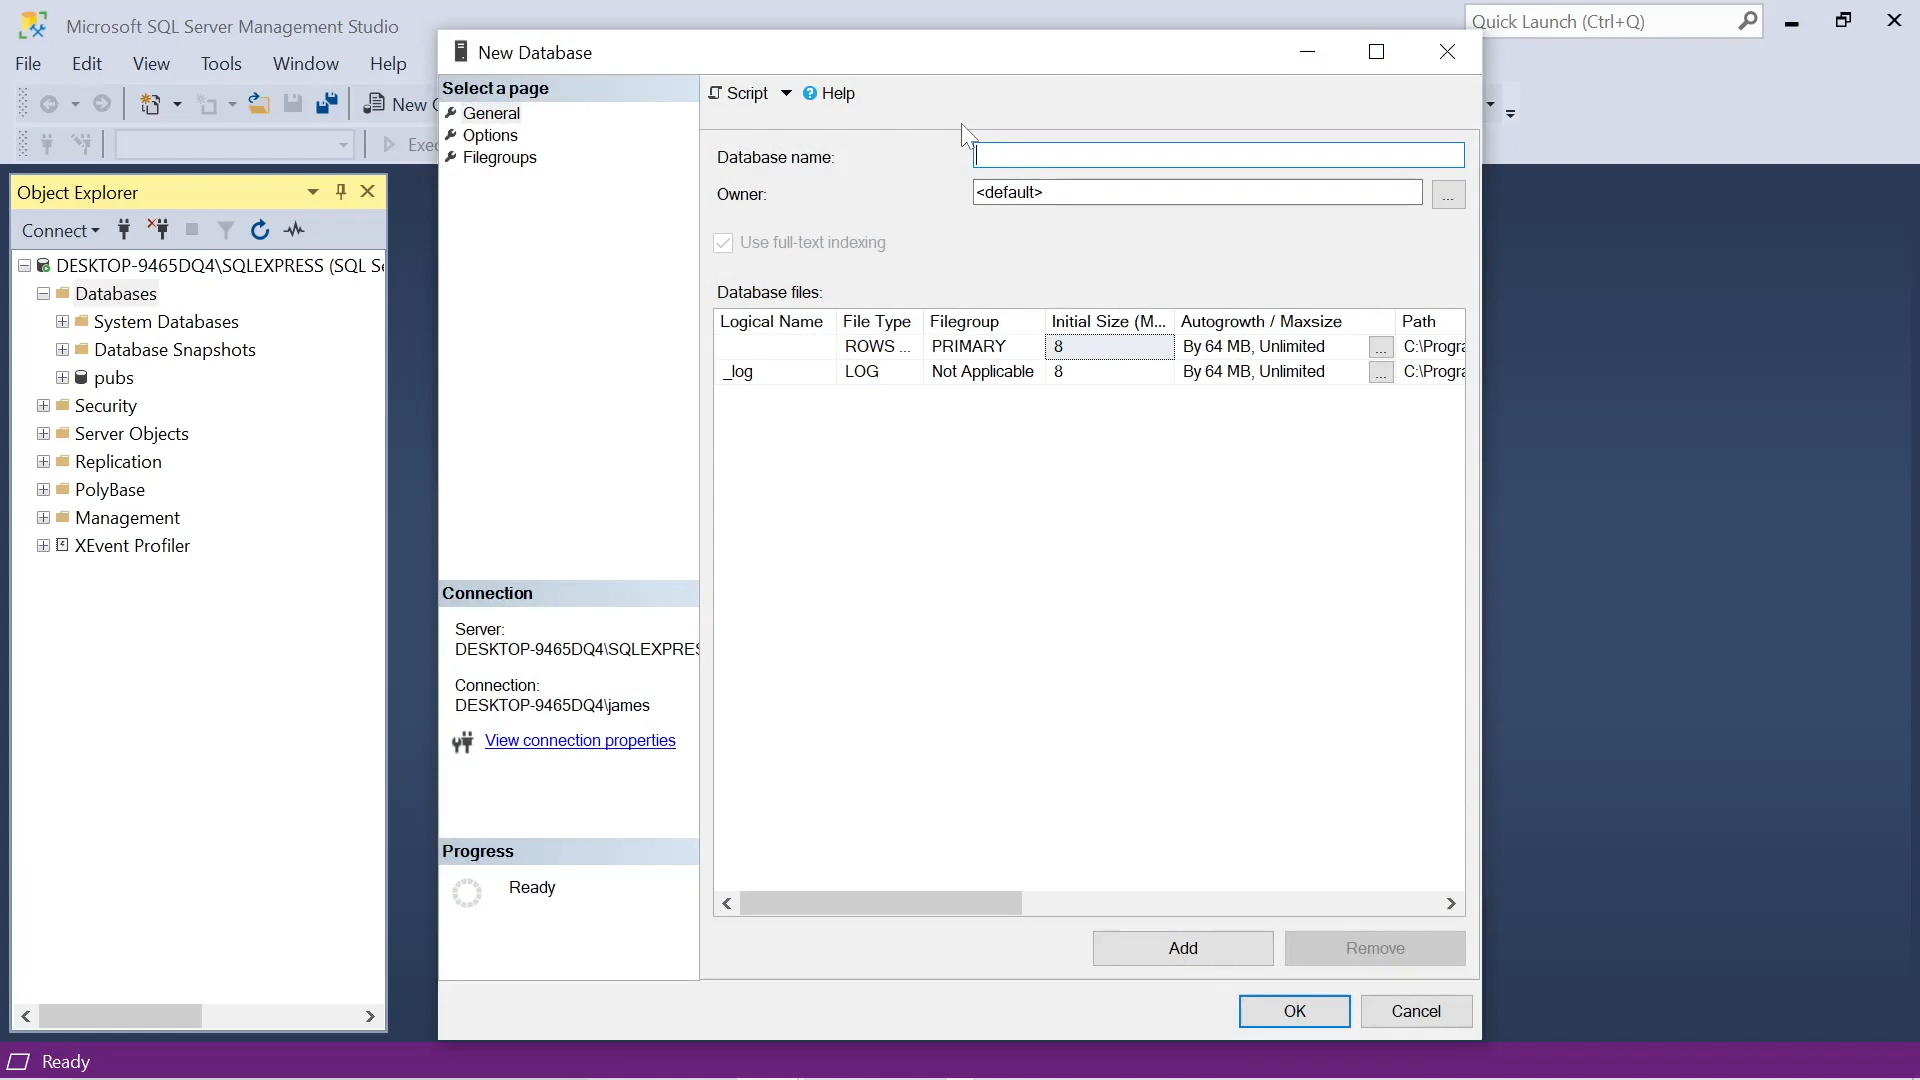 Microsoft SQL Server Management Studio
Quick Launch (Ctrl+Q)
File Edit View Tools Window Help
New
New Database
Select a page
General
Options
Filegroups
Script
Help
Database name:
Owner:
<default>
...
Use full-text indexing
Database files:
Logical Name File Type Filegroup Initial Size (M... Autogrowth / Maxsize Path
ROWS ... PRIMARY 8 By 64 MB, Unlimited ... C:\Progra
_log LOG Not Applicable 8 By 64 MB, Unlimited ... C:\Progra
Object Explorer
Connect
DESKTOP-9465DQ4\SQLEXPRESS (SQL Se
Databases
System Databases
Database Snapshots
pubs
Security
Server Objects
Replication
PolyBase
Management
XEvent Profiler
Connection
Server:
DESKTOP-9465DQ4\SQLEXPRES
Connection:
DESKTOP-9465DQ4\james
View connection properties
Progress
Ready
Add Remove
OK Cancel
Ready